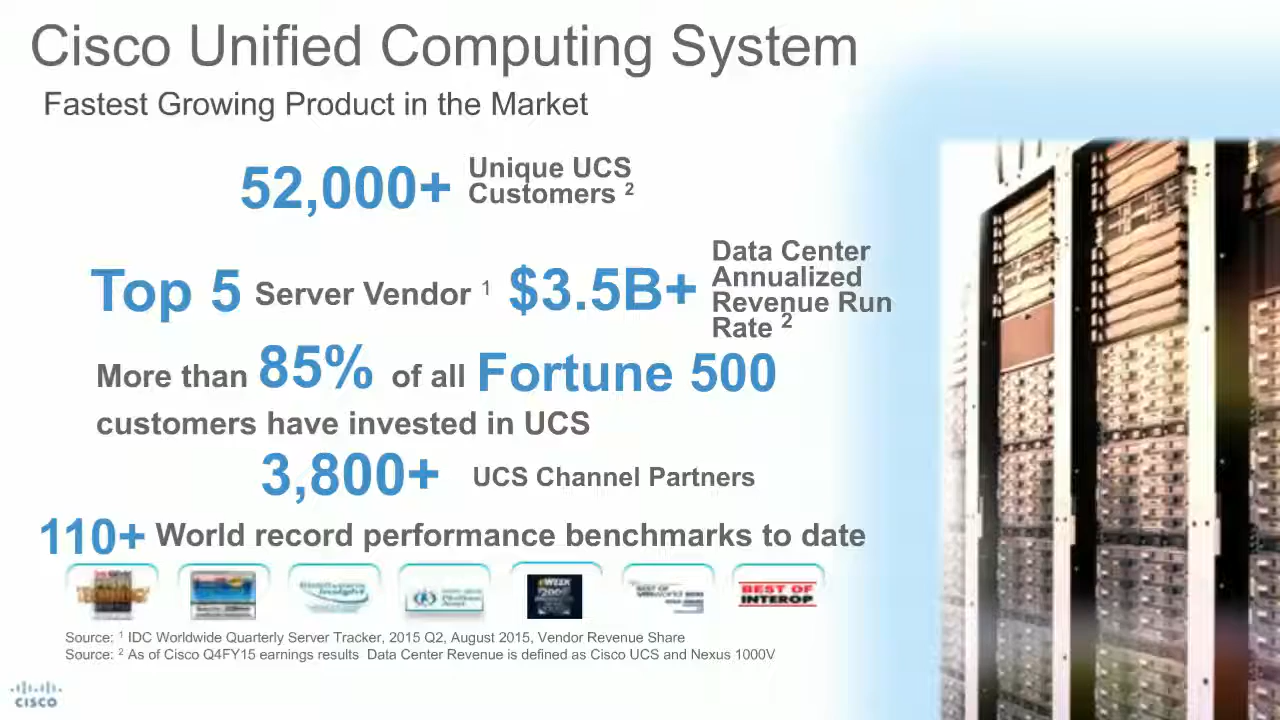 Cisco Unified Computing System
Fastest Growing Product in the Market
52,000+ Unique UCS
Customers ²
Top 5 Server Vendor ¹ $3.5B+ Data Center
Annualized
Revenue Run
Rate ²
More than 85% of all Fortune 500
customers have invested in UCS
3,800+ UCS Channel Partners
110+ World record performance benchmarks to date
eWEEK
BEST OF
BEST OF
INTEROP
Source: ¹ IDC Worldwide Quarterly Server Tracker, 2015 Q2, August 2015, Vendor Revenue Share
Source: ² As of Cisco Q4FY15 earnings results Data Center Revenue is defined as Cisco UCS and Nexus 1000V
CISCO